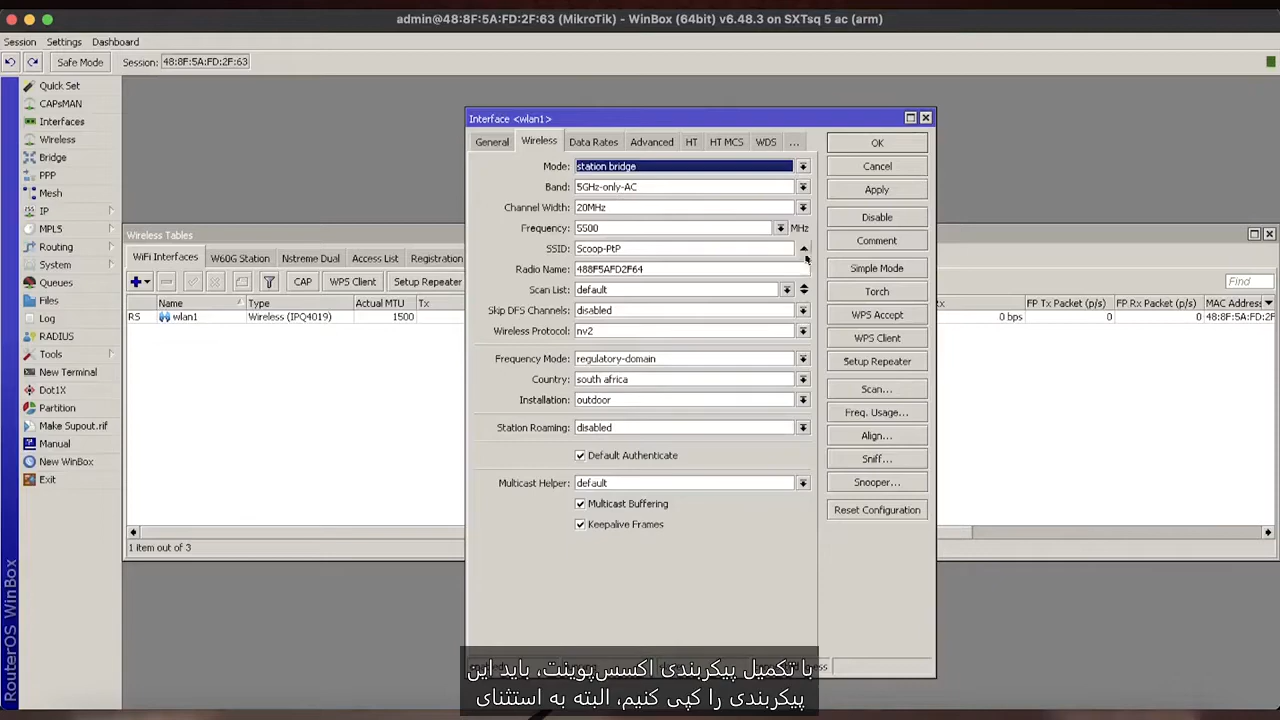 admin@48:8F:5A:FD:2F:63 (MikroTik) - WinBox (64bit) v6.48.3 on SXTsq 5 ac (arm)
Session Settings Dashboard
Safe Mode Session: 48:8F:5A:FD:2F:63
Quick Set
CAPsMAN
Interfaces
Wireless
Bridge
PPP
Mesh
IP
MPLS
Routing
System
Queues
Files
Log
RADIUS
Tools
New Terminal
Dot1X
Partition
Make Supout.rif
Manual
New WinBox
Exit
RouterOS WinBox
Wireless Tables
WiFi Interfaces W60G Station Nstreme Dual Access List Registration
CAP WPS Client Setup Repeater Find
Name Type Actual MTU Tx FP Tx Packet (p/s) FP Rx Packet (p/s) MAC Address
RS wlan1 Wireless (IPQ4019) 1500 0 bps 0 0 48:8F:5A:FD:2F
1 item out of 3
Interface <wlan1>
General Wireless Data Rates Advanced HT HT MCS WDS ...
Mode: station bridge
Band: 5GHz-only-AC
Channel Width: 20MHz
Frequency: 5500 MHz
SSID: Scoop-PtP
Radio Name: 488F5AFD2F64
Scan List: default
Skip DFS Channels: disabled
Wireless Protocol: nv2
Frequency Mode: regulatory-domain
Country: south africa
Installation: outdoor
Station Roaming: disabled
Default Authenticate
Multicast Helper: default
Multicast Buffering
Keepalive Frames
OK
Cancel
Apply
Disable
Comment
Simple Mode
Torch
WPS Accept
WPS Client
Setup Repeater
Scan...
Freq. Usage...
Align...
Sniff...
Snooper...
Reset Configuration
با تکمیل پیکربندی اکسس‌پوینت، باید این
پیکربندی را کپی کنیم، البته به استثنای